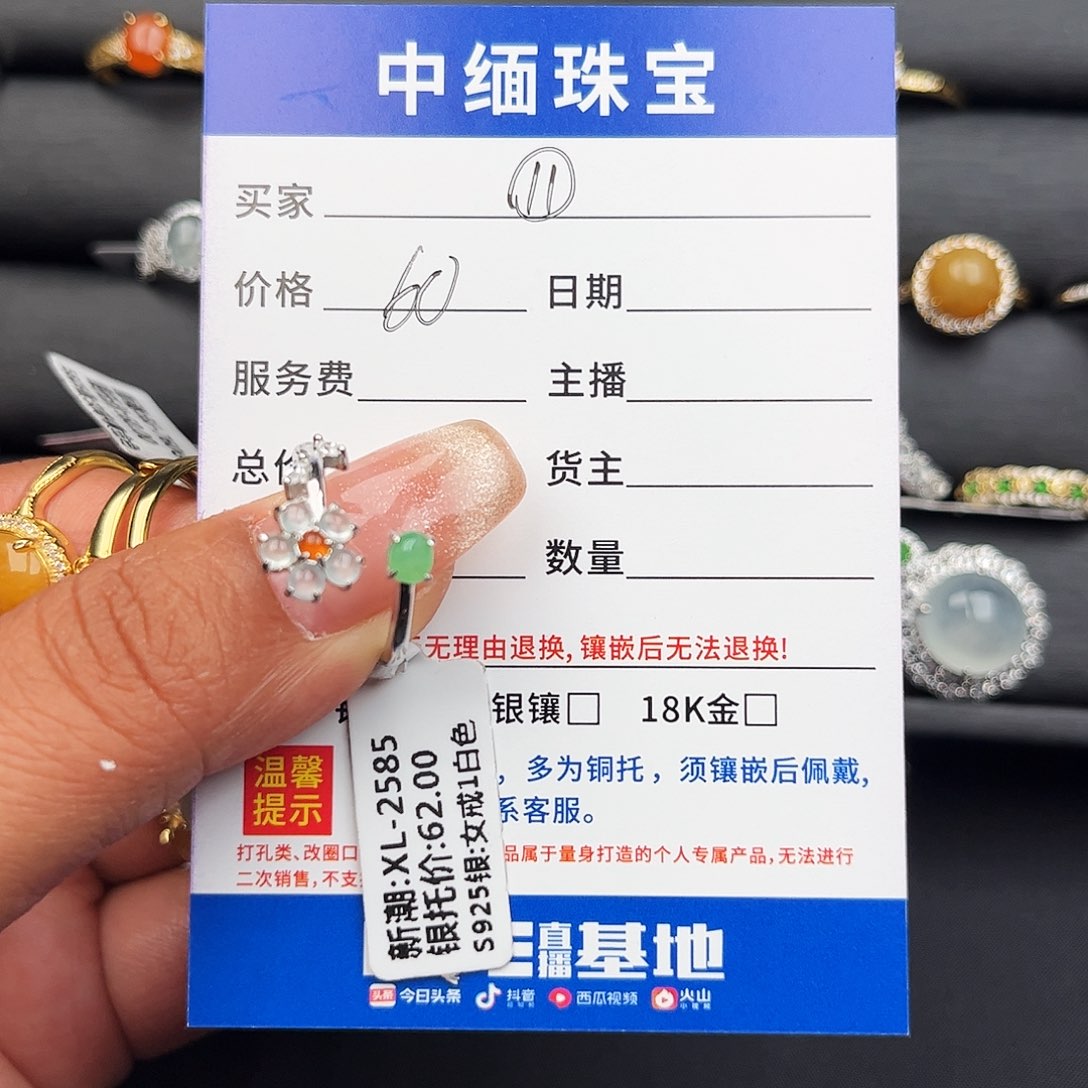 中缅珠宝
买家 11
价格 60 日期
服务费 主播
总价 货主
数量
无理由退换,镶嵌后无法退换!
银镶□ 18K金□
温馨
提示
,多为铜托,须镶嵌后佩戴,
系客服。
打孔类、改圈口
品属于量身打造的个人专属产品,无法进行
二次销售,不支
新潮:XL-2585
银托价:62.00
S925银:女戒1白色
直播基地
头条 今日头条 抖音 西瓜视频 火山